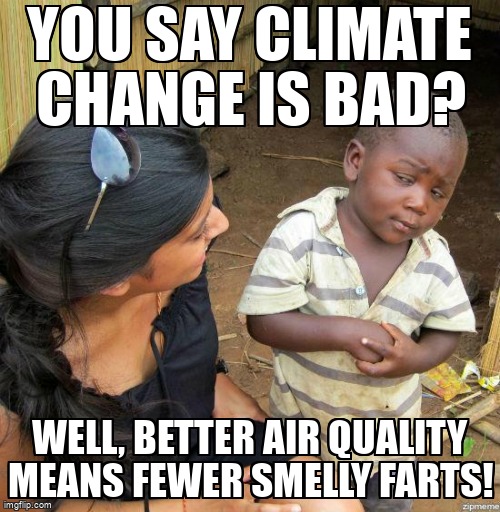 YOU SAY CLIMATE
CHANGE IS BAD?
WELL, BETTER AIR QUALITY
MEANS FEWER SMELLY FARTS!
imgflip.com
zipmeme